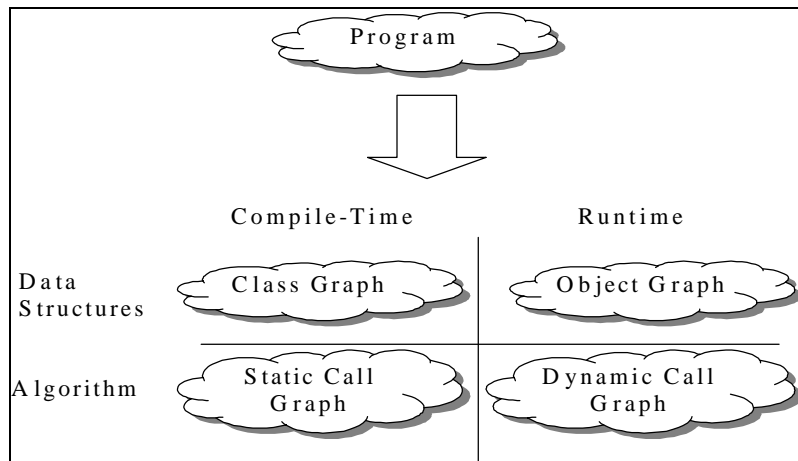 Program
Compile-Time Runtime
Data
Structures
Class Graph
Object Graph
Algorithm
Static Call
Graph
Dynamic Call
Graph